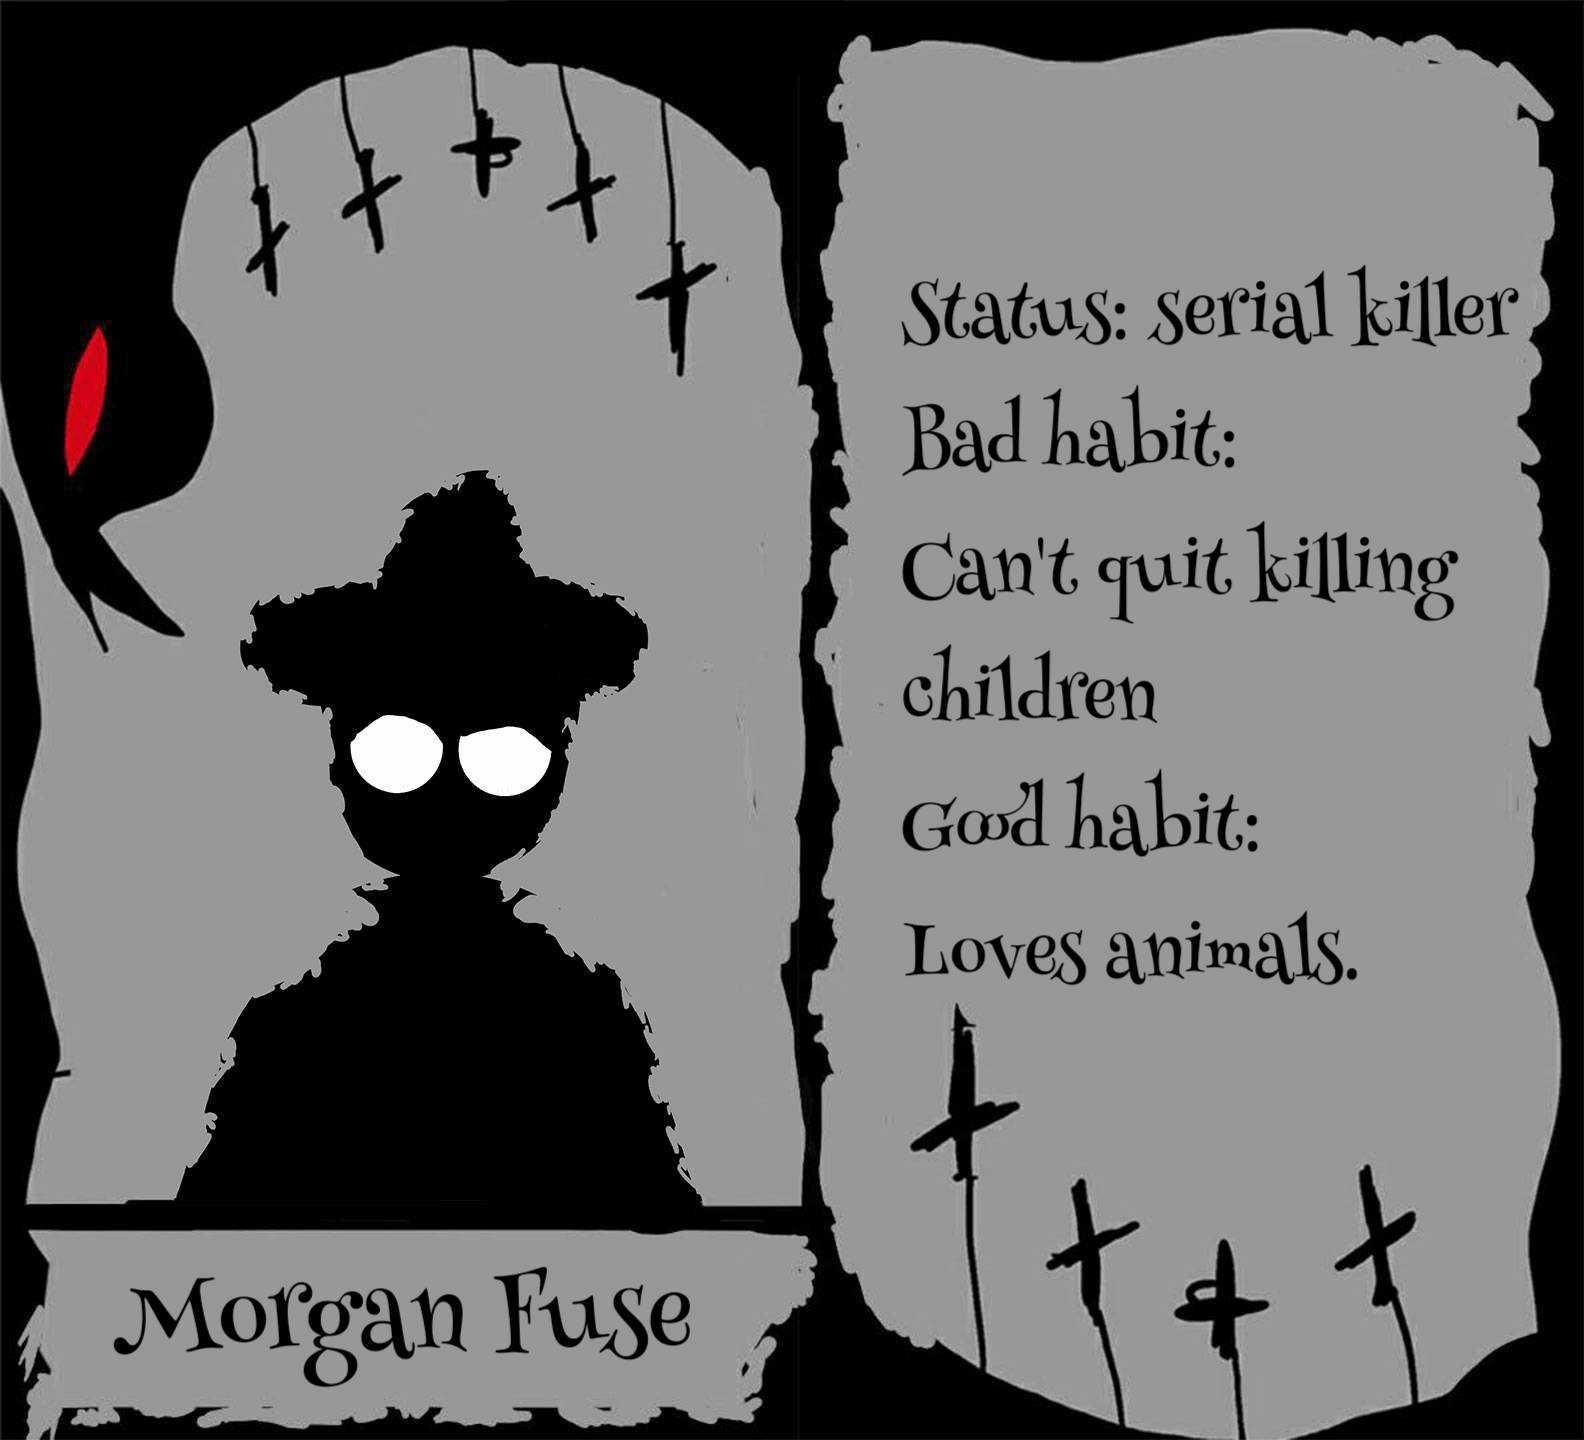 Morgan Fuse
Status: serial killer
Bad habit:
Can't quit killing
children
Good habit:
Loves animals.